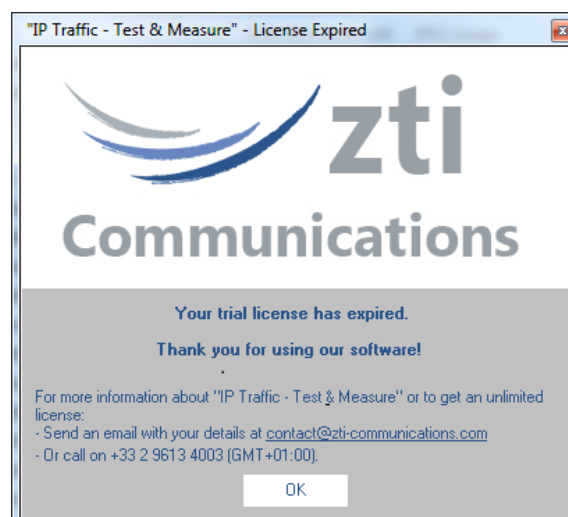 "IP Traffic - Test & Measure" - License Expired
zti
Communications
Your trial license has expired.
Thank you for using our software!
For more information about "IP Traffic - Test & Measure" or to get an unlimited
license:
- Send an email with your details at contact@zti-communications.com
- Or call on +33 2 9613 4003 (GMT+01:00).
OK